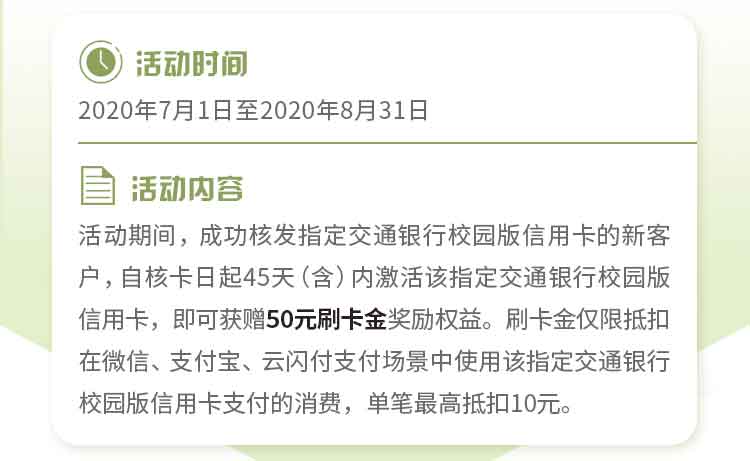 活动时间
2020年7月1日至2020年8月31日
活动内容
活动期间，成功核发指定交通银行校园版信用卡的新客
户，自核卡日起45天（含）内激活该指定交通银行校园版
信用卡，即可获赠50元刷卡金奖励权益。刷卡金仅限抵扣
在微信、支付宝、云闪付支付场景中使用该指定交通银行
校园版信用卡支付的消费，单笔最高抵扣10元。